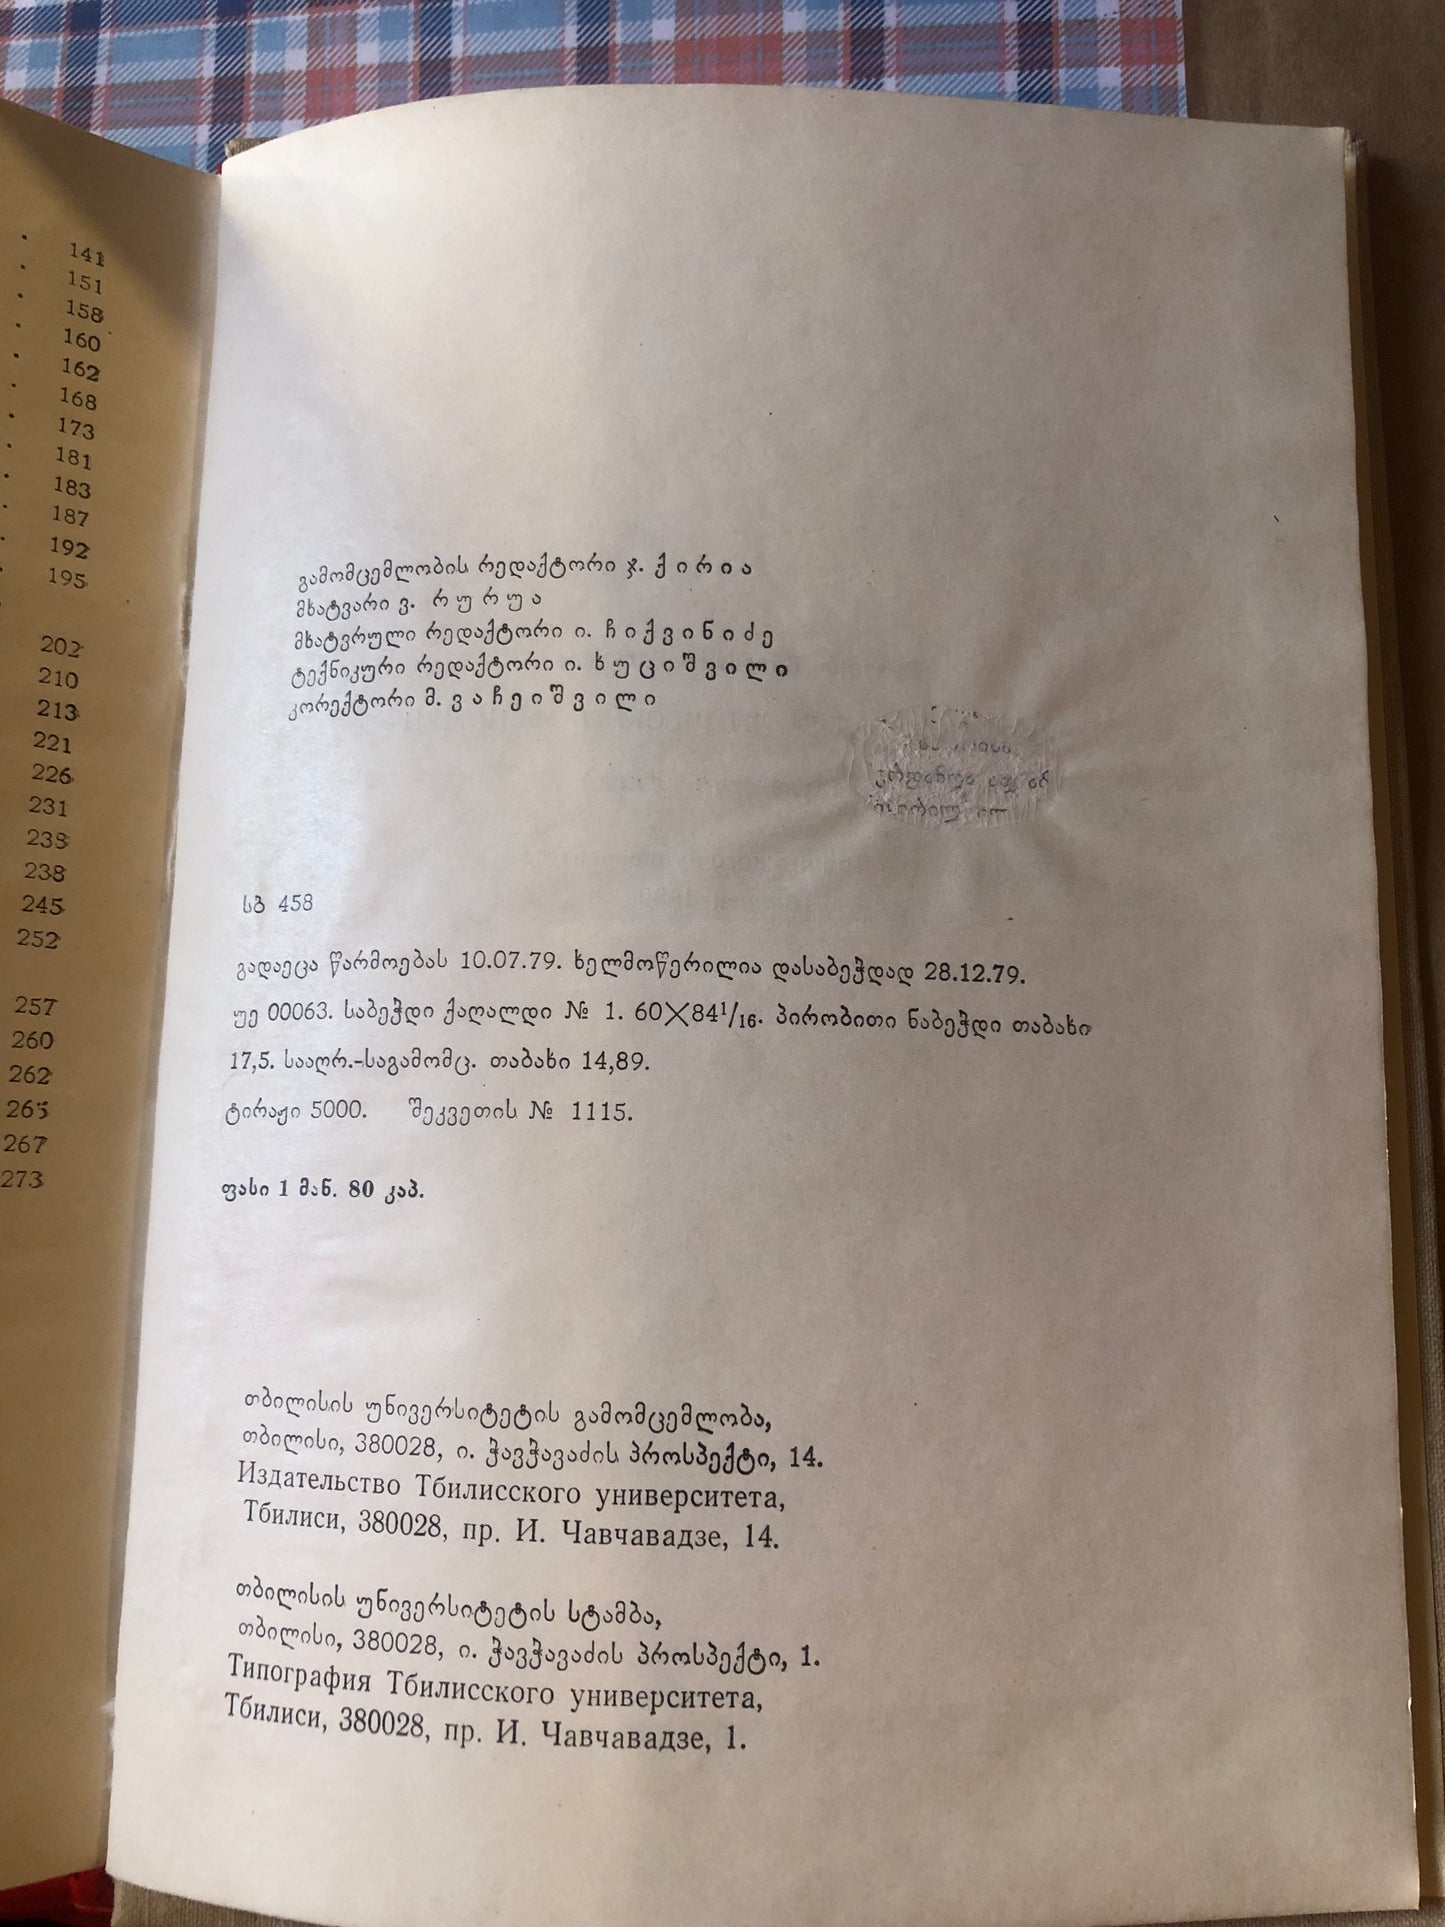 141
151
158
160
162
168
173
181
183
187
192
195
202
210
213
221
226
231
233
238
245
252
257
260
262
265
267
273
გამომცემლობის რედაქტორი ჯ. ქ ი რ ი ა
მხატვარი ვ. რ უ რ უ ა
მხატვრული რედაქტორი ი. ჩ ი ქ ვ ი ნ ი ძ ე
ტექნიკური რედაქტორი ი. ხ უ ც ი შ ვ ი ლ ი
კორექტორი მ. ვ ა ჩ ე ი შ ვ ი ლ ი
სბ 458
გადაეცა წარმოებას 10.07.79. ხელმოწერილია დასაბეჭდად 28.12.79.
უე 00063. საბეჭდი ქაღალდი № 1. 60×84¹/₁₆. პირობითი ნაბეჭდი თაბახი
17,5. სააღრ.-საგამომც. თაბახი 14,89.
ტირაჟი 5000. შეკვეთის № 1115.
ფასი 1 მან. 80 კაპ.
თბილისის უნივერსიტეტის გამომცემლობა,
თბილისი, 380028, ი. ჭავჭავაძის პროსპექტი, 14.
Издательство Тбилисского университета,
Тбилиси, 380028, пр. И. Чавчавадзе, 14.
თბილისის უნივერსიტეტის სტამბა,
თბილისი, 380028, ი. ჭავჭავაძის პროსპექტი, 1.
Типография Тбилисского университета,
Тбилиси, 380028, пр. И. Чавчавадзе, 1.